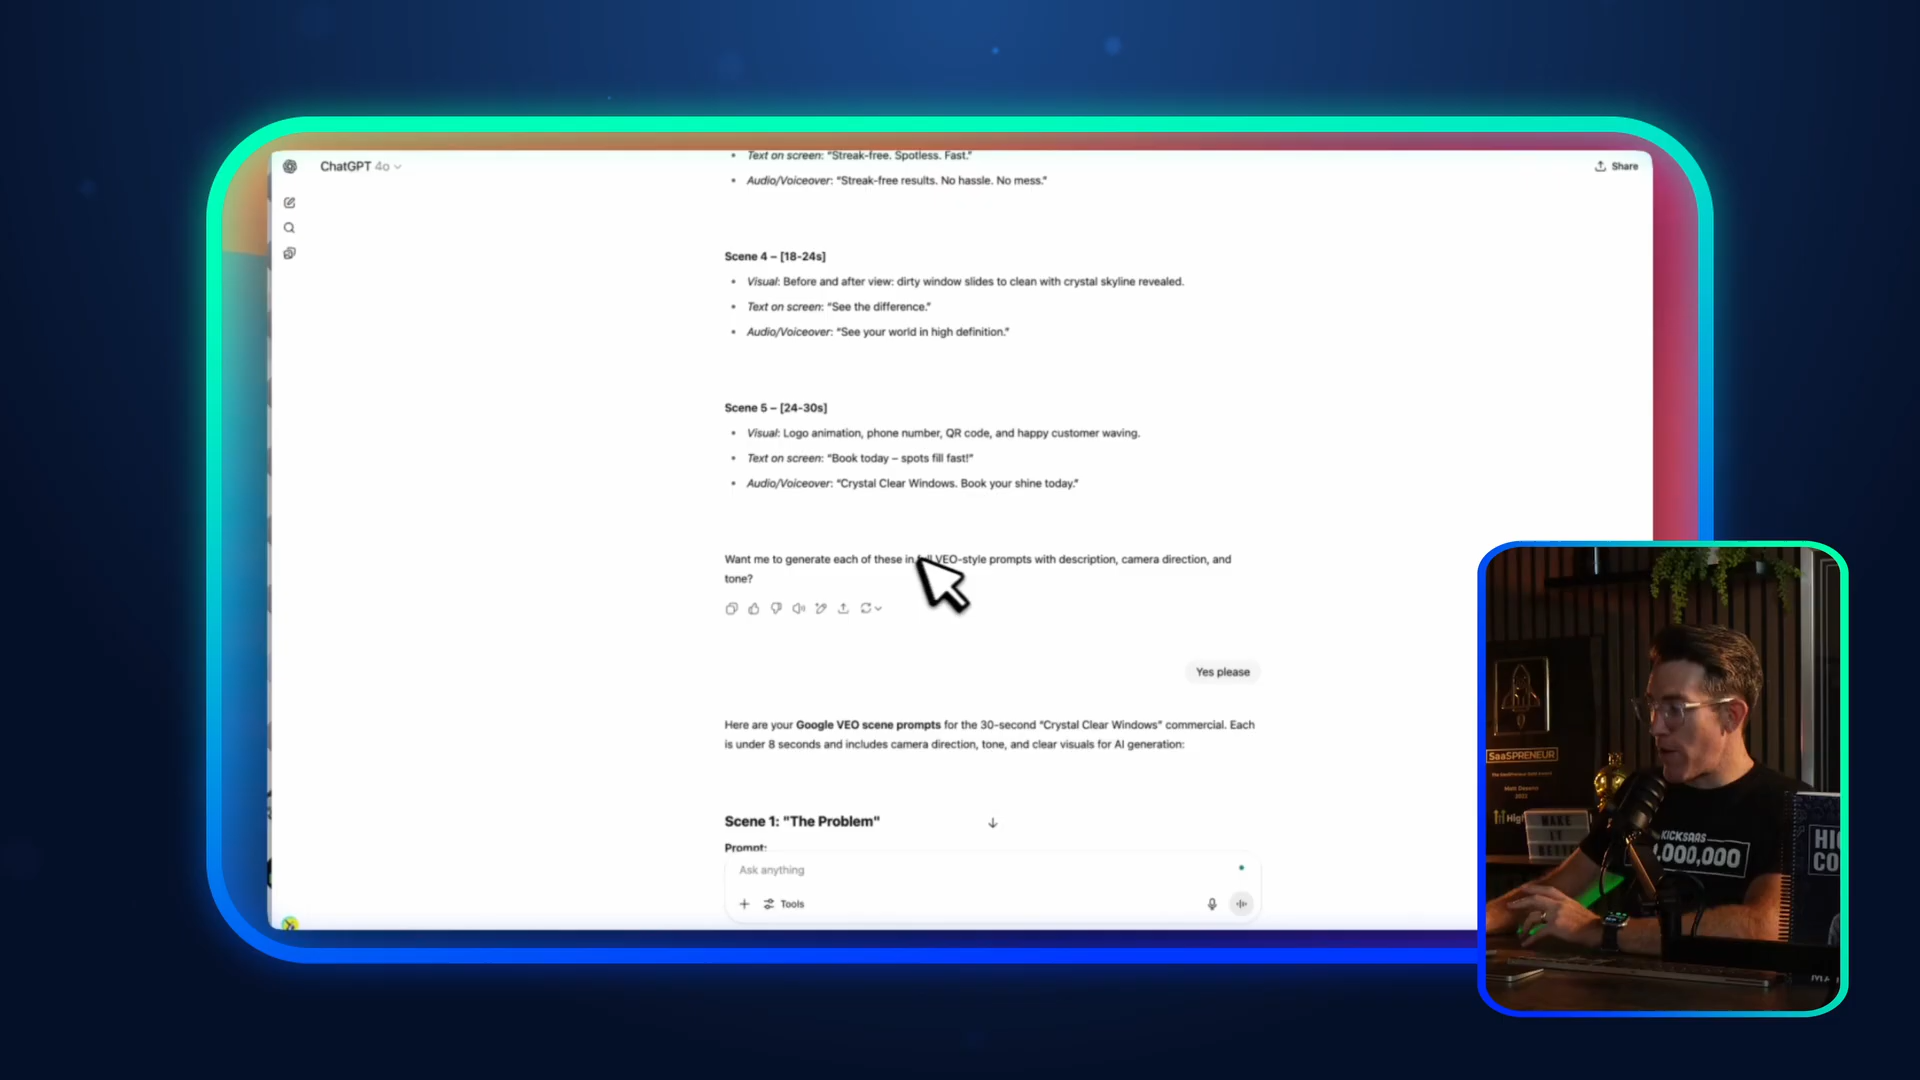 ChatGPT 4o
Share
• Text on screen: “Streak-free. Spotless. Fast.”
• Audio/Voiceover: “Streak-free results. No hassle. No mess.”
Scene 4 – [18-24s]
• Visual: Before and after view: dirty window slides to clean with crystal skyline revealed.
• Text on screen: “See the difference.”
• Audio/Voiceover: “See your world in high definition.”
Scene 5 – [24-30s]
• Visual: Logo animation, phone number, QR code, and happy customer waving.
• Text on screen: “Book today – spots fill fast!”
• Audio/Voiceover: “Crystal Clear Windows. Book your shine today.”
Want me to generate each of these in VEO-style prompts with description, camera direction, and
tone?
Yes please
Here are your Google VEO scene prompts for the 30-second “Crystal Clear Windows” commercial. Each
is under 8 seconds and includes camera direction, tone, and clear visuals for AI generation:
Scene 1: "The Problem"
Prompt:
Ask anything
Tools
SaaSPRENEUR
2022
High
MAKE
IT
BETTER
KICKSAAS
,000,000
HI
CO